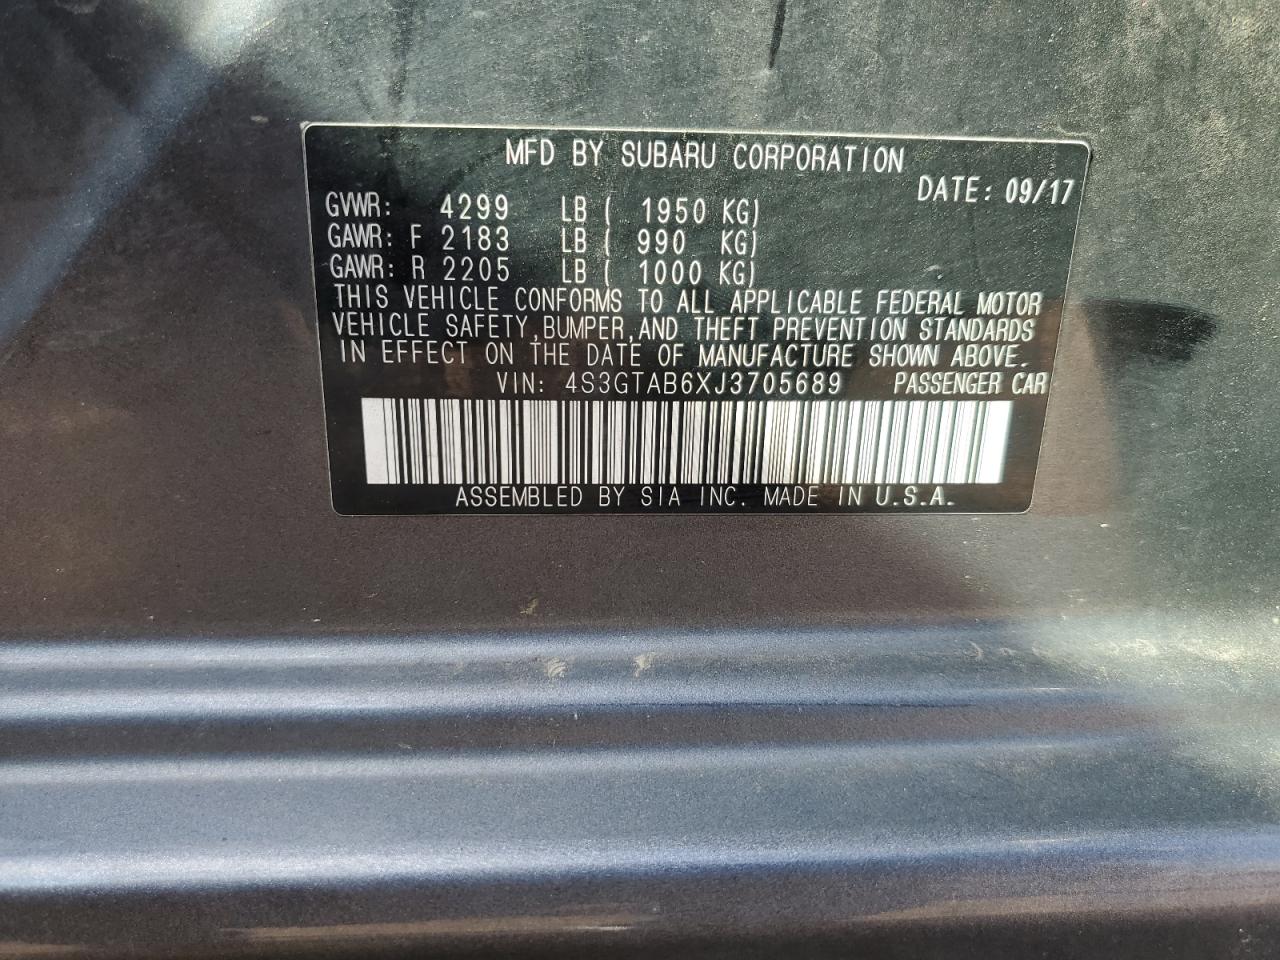 MFD BY SUBARU CORPORATION
DATE: 09/17
GVWR: 4299 LB ( 1950 KG)
GAWR: F 2183 LB ( 990 KG)
GAWR: R 2205 LB ( 1000 KG)
THIS VEHICLE CONFORMS TO ALL APPLICABLE FEDERAL MOTOR
VEHICLE SAFETY, BUMPER, AND THEFT PREVENTION STANDARDS
IN EFFECT ON THE DATE OF MANUFACTURE SHOWN ABOVE.
VIN: 4S3GTAB6XJ3705689 PASSENGER CAR
ASSEMBLED BY SIA INC. MADE IN U.S.A.